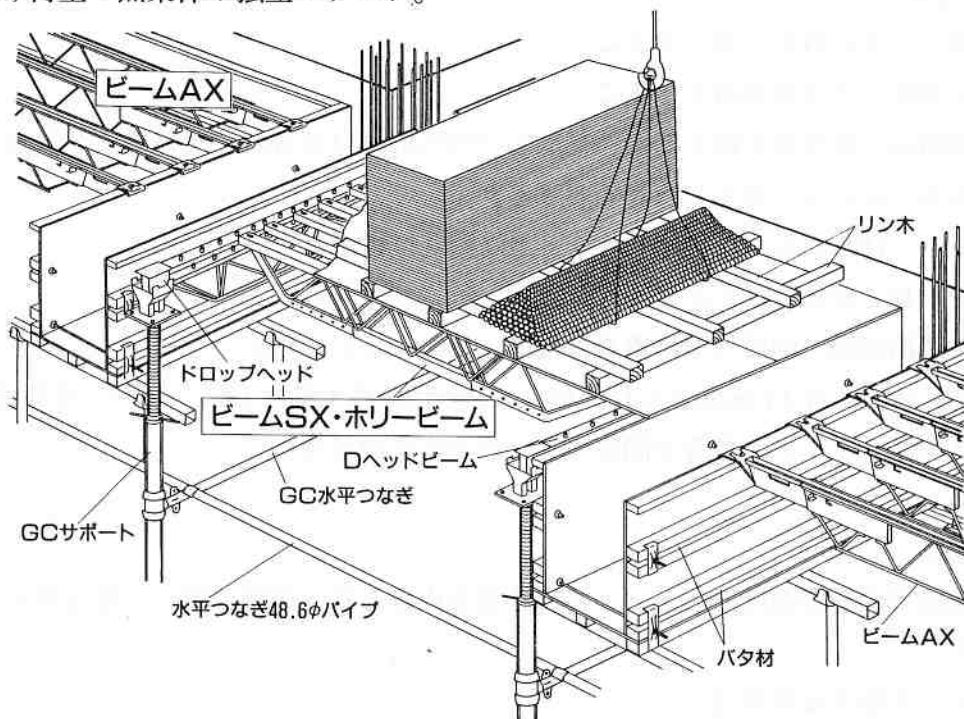 ビームAX
リン木
ドロップヘッド
ビームSX・ホリービーム
Dヘッドビーム
GC水平つなぎ
GCサポート
水平つなぎ48.6φパイプ
ビームAX
バタ材